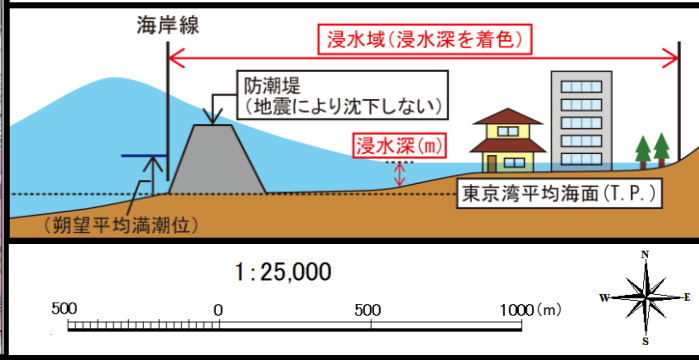 海岸線
浸水域(浸水深を着色)
防潮堤
(地震により沈下しない)
浸水深(m)
東京湾平均海面(T.P.)
(朔望平均満潮位)
1:25,000
500 0 500 1000(m)
N
W E
S